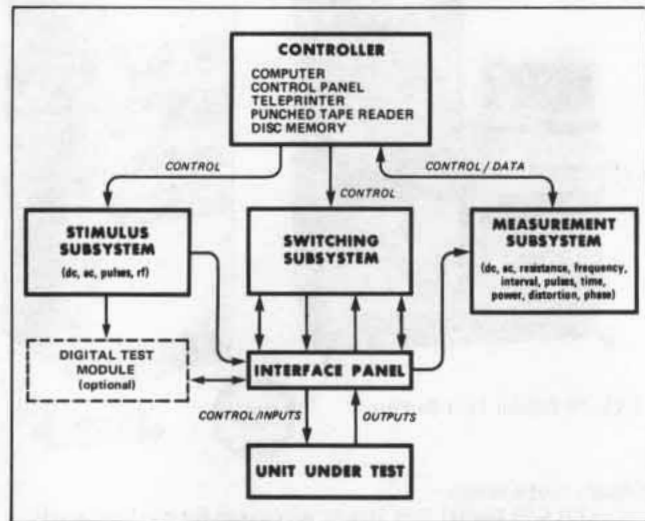 CONTROLLER
COMPUTER
CONTROL PANEL
TELEPRINTER
PUNCHED TAPE READER
DISC MEMORY
CONTROL
CONTROL
CONTROL / DATA
STIMULUS
SUBSYSTEM
(dc, ac, pulses, rf)
SWITCHING
SUBSYSTEM
MEASUREMENT
SUBSYSTEM
(dc, ac, resistance, frequency,
interval, pulses, time,
power, distortion, phase)
DIGITAL TEST
MODULE
(optional)
INTERFACE PANEL
CONTROL/INPUTS
OUTPUTS
UNIT UNDER TEST